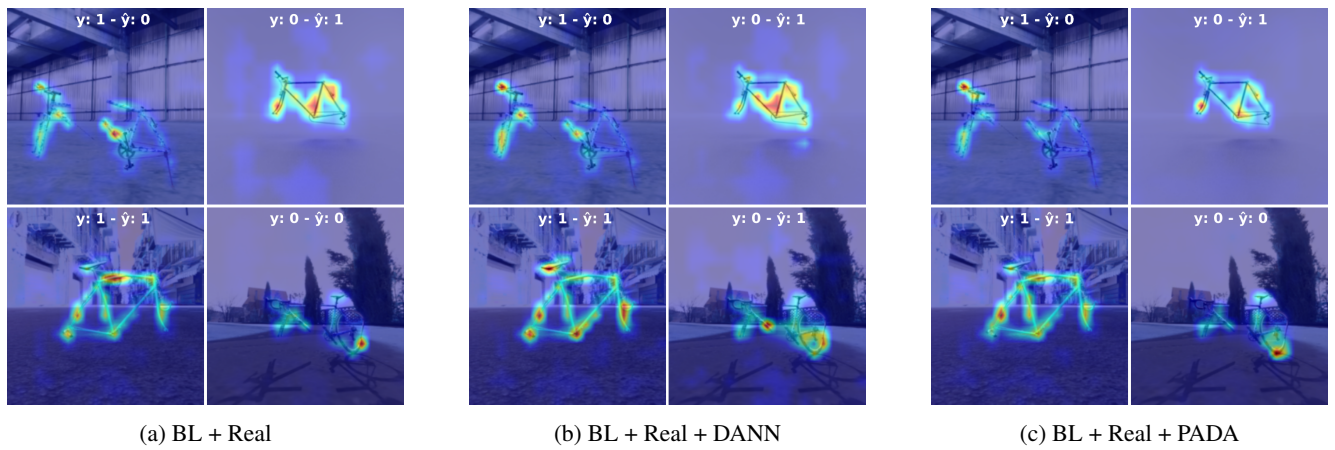 y: 1 - ŷ: 0
y: 0 - ŷ: 1
y: 1 - ŷ: 1
y: 0 - ŷ: 0
(a) BL + Real
y: 1 - ŷ: 0
y: 0 - ŷ: 1
y: 1 - ŷ: 1
y: 0 - ŷ: 1
(b) BL + Real + DANN
y: 1 - ŷ: 0
y: 0 - ŷ: 1
y: 1 - ŷ: 1
y: 0 - ŷ: 0
(c) BL + Real + PADA